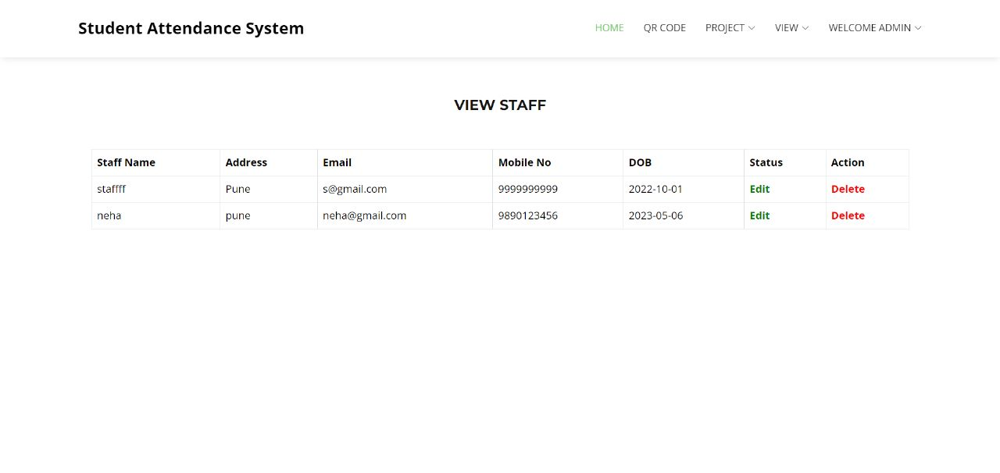 Student Attendance System HOME QR CODE PROJECT VIEW WELCOME ADMIN
VIEW STAFF
Staff Name Address Email Mobile No DOB Status Action
staffff Pune s@gmail.com 9999999999 2022-10-01 Edit Delete
neha pune neha@gmail.com 9890123456 2023-05-06 Edit Delete